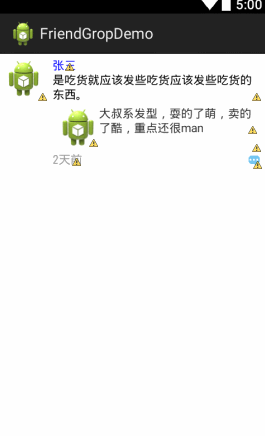 5:00
FriendGropDemo
张三
是吃货就应该发些吃货应该发些吃货的
东西。
大叔系发型，耍的了萌，卖的
了酷，重点还很man
2天前